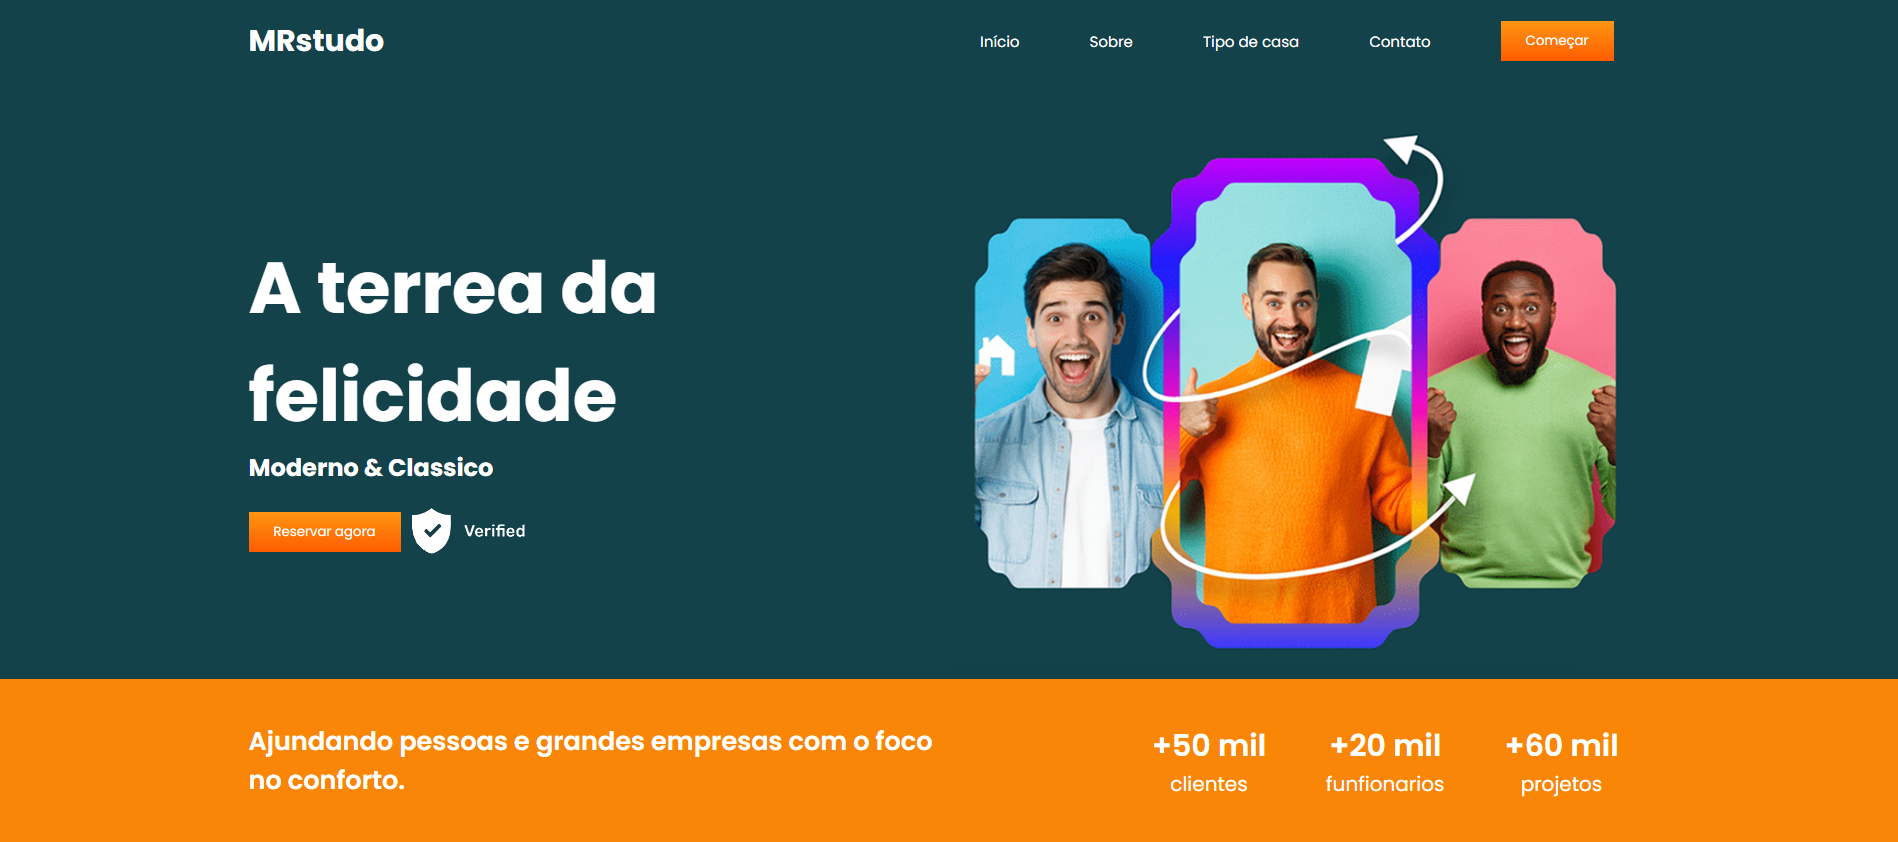 MRstudo
Início
Sobre
Tipo de casa
Contato
Começar
A terrea da
felicidade
Moderno & Classico
Reservar agora
Verified
Ajundando pessoas e grandes empresas com o foco
no conforto.
+50 mil
clientes
+20 mil
funfionarios
+60 mil
projetos